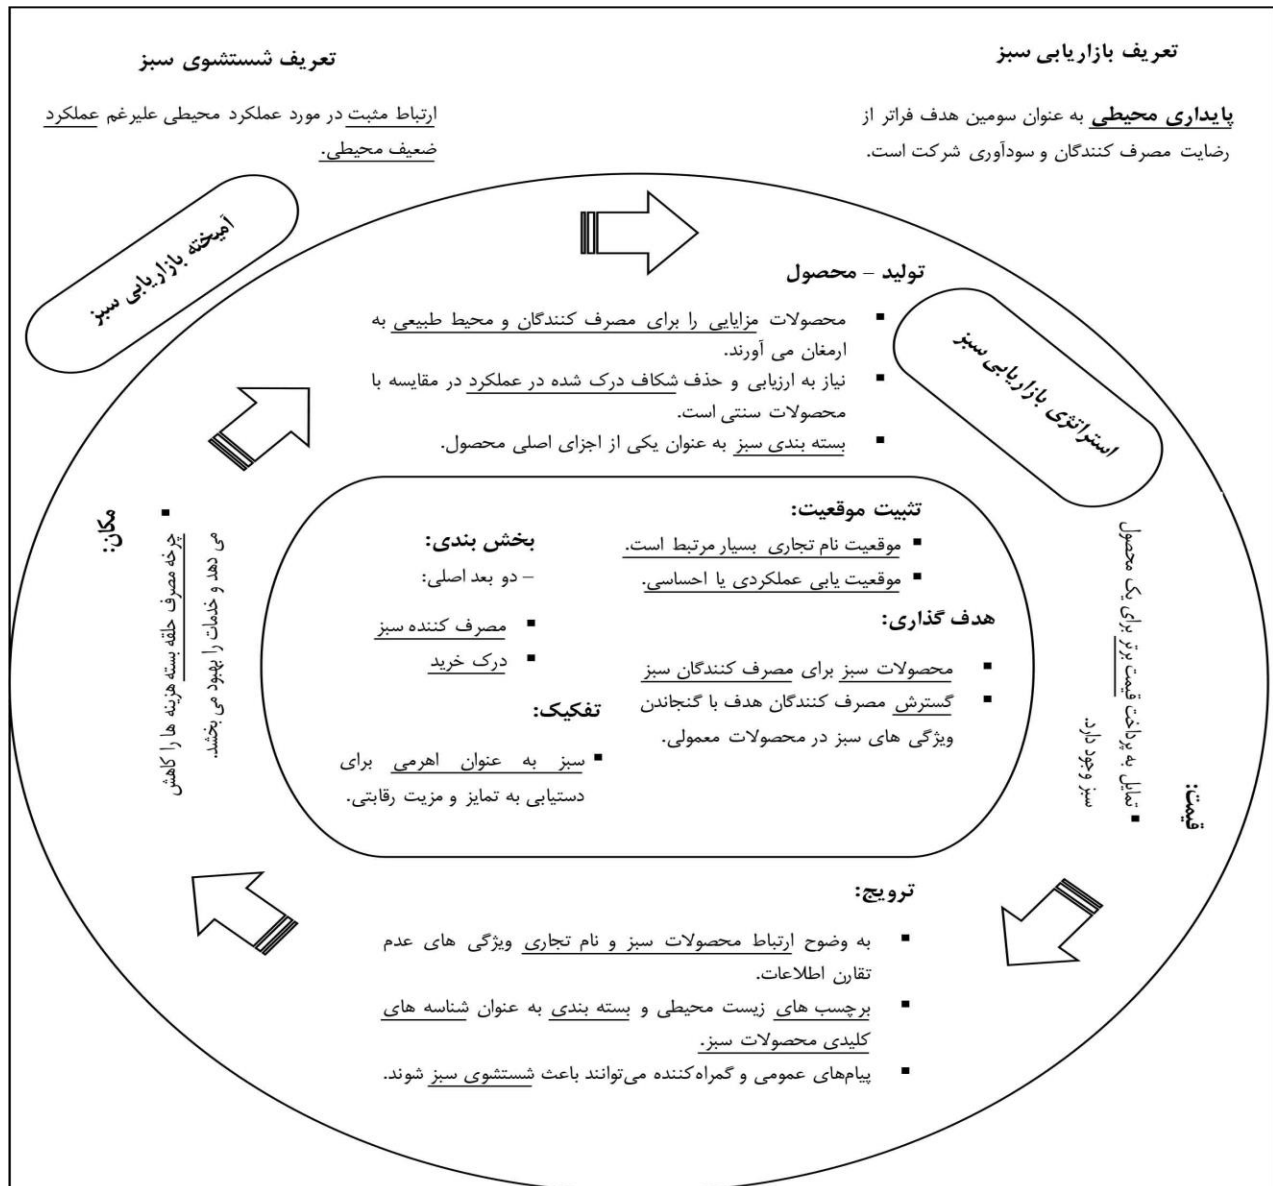 تعریف بازاریابی سبز
پایداری محیطی به عنوان سومین هدف فراتر از
رضایت مصرف کنندگان و سودآوری شرکت است.
تعریف شستشوی سبز
ارتباط مثبت در مورد عملکرد محیطی علیرغم عملکرد
ضعیف محیطی.
آمیخته بازاریابی سبز
استراتژی بازاریابی سبز
تولید – محصول
▪ محصولات مزایایی را برای مصرف کنندگان و محیط طبیعی به
ارمغان می آورند.
▪ نیاز به ارزیابی و حذف شکاف درک شده در عملکرد در مقایسه با
محصولات سنتی است.
▪ بسته بندی سبز به عنوان یکی از اجزای اصلی محصول.
قیمت:
▪ تمایل به پرداخت قیمت برتر برای یک محصول
سبز وجود دارد.
تثبیت موقعیت:
▪ موقعیت نام تجاری بسیار مرتبط است.
▪ موقعیت یابی عملکردی یا احساسی.
هدف گذاری:
▪ محصولات سبز برای مصرف کنندگان سبز
▪ گسترش مصرف کنندگان هدف با گنجاندن
ویژگی های سبز در محصولات معمولی.
بخش بندی:
– دو بعد اصلی:
▪ مصرف کننده سبز
▪ درک خرید
تفکیک:
▪ سبز به عنوان اهرمی برای
دستیابی به تمایز و مزیت رقابتی.
مکان:
▪ چرخه مصرف حلقه بسته هزینه ها را کاهش
می دهد و خدمات را بهبود می بخشد.
ترویج:
▪ به وضوح ارتباط محصولات سبز و نام تجاری ویژگی های عدم
تقارن اطلاعات.
▪ برچسب های زیست محیطی و بسته بندی به عنوان شناسه های
کلیدی محصولات سبز.
▪ پیام‌های عمومی و گمراه‌کننده می‌توانند باعث شستشوی سبز شوند.